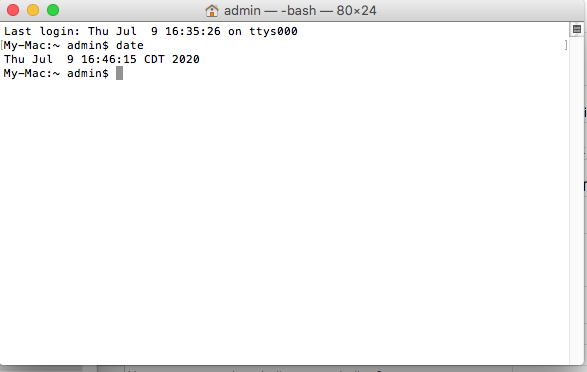 admin — -bash — 80×24
Last login: Thu Jul  9 16:35:26 on ttys000
[My-Mac:~ admin$ date ]
Thu Jul  9 16:46:15 CDT 2020
My-Mac:~ admin$